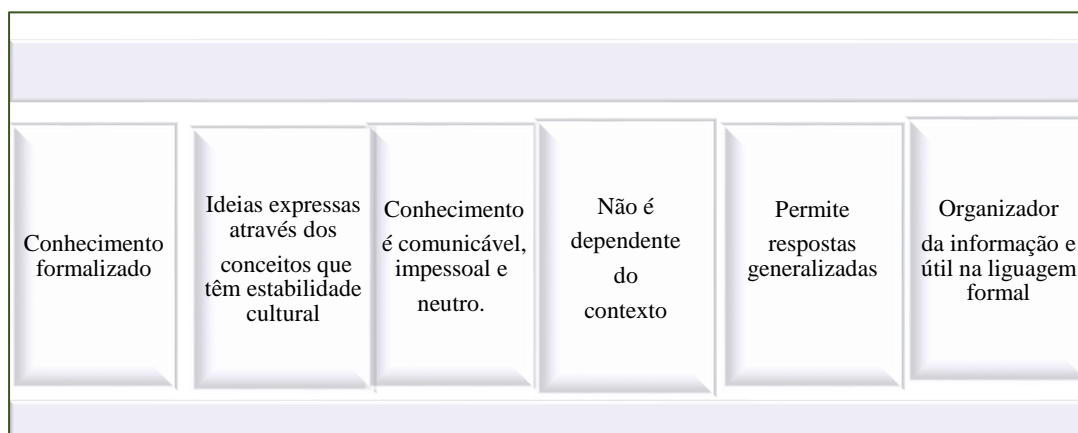 Conhecimento
formalizado
Ideias expressas
através dos
conceitos que
têm estabilidade
cultural
Conhecimento
é comunicável,
impessoal e
neutro.
Não é
dependente
do
contexto
Permite
respostas
generalizadas
Organizador
da informação e
útil na liguagem
formal